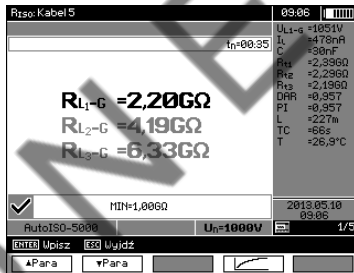 RISO: Kabel 5
09:06
tn=00:35
RL1-G =2,20GΩ
RL2-G =4,19GΩ
RL3-G =6,33GΩ
MIN=1,00GΩ
AutoISO-5000
Un=1000V
UL1-G =1051V
IL =478nA
C =30nF
Rt1 =2,39GΩ
Rt2 =2,29GΩ
Rt3 =2,19GΩ
DAR =0,957
PI =0,957
L =227m
TC =66s
T =26,9°C
2013.05.10
09:06
1/5
ENTER Wpisz ESC Wyjdź
▲Para
▼Para